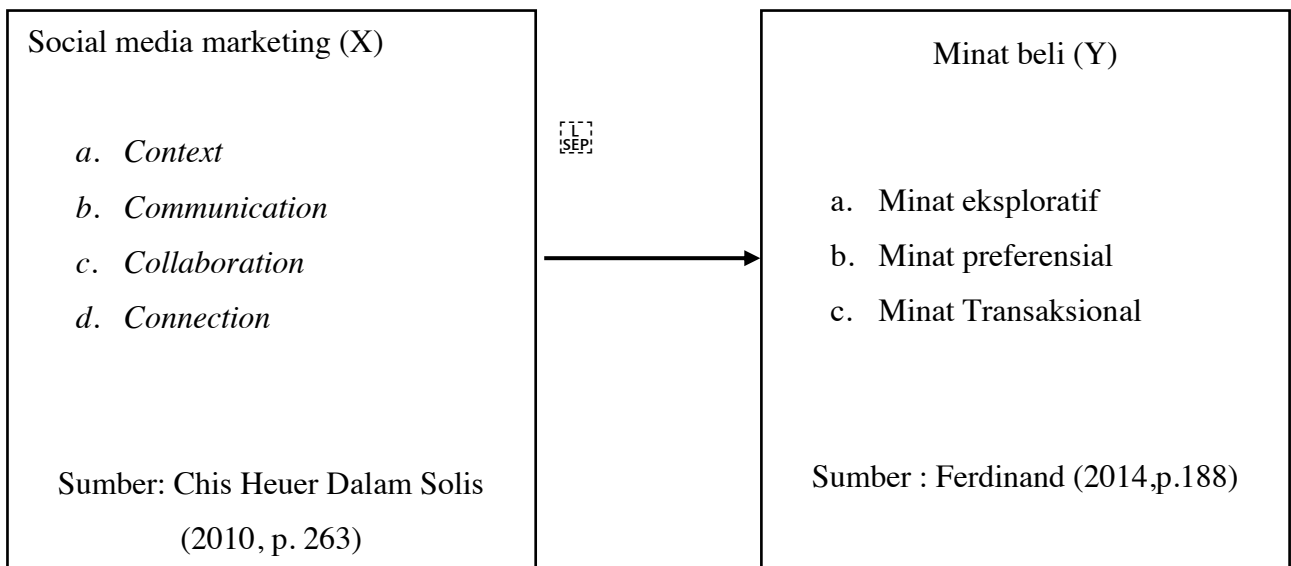 Social media marketing (X)
a. Context
b. Communication
c. Collaboration
d. Connection
Sumber: Chis Heuer Dalam Solis
(2010, p. 263)
L
SEP
Minat beli (Y)
a. Minat eksploratif
b. Minat preferensial
c. Minat Transaksional
Sumber : Ferdinand (2014,p.188)